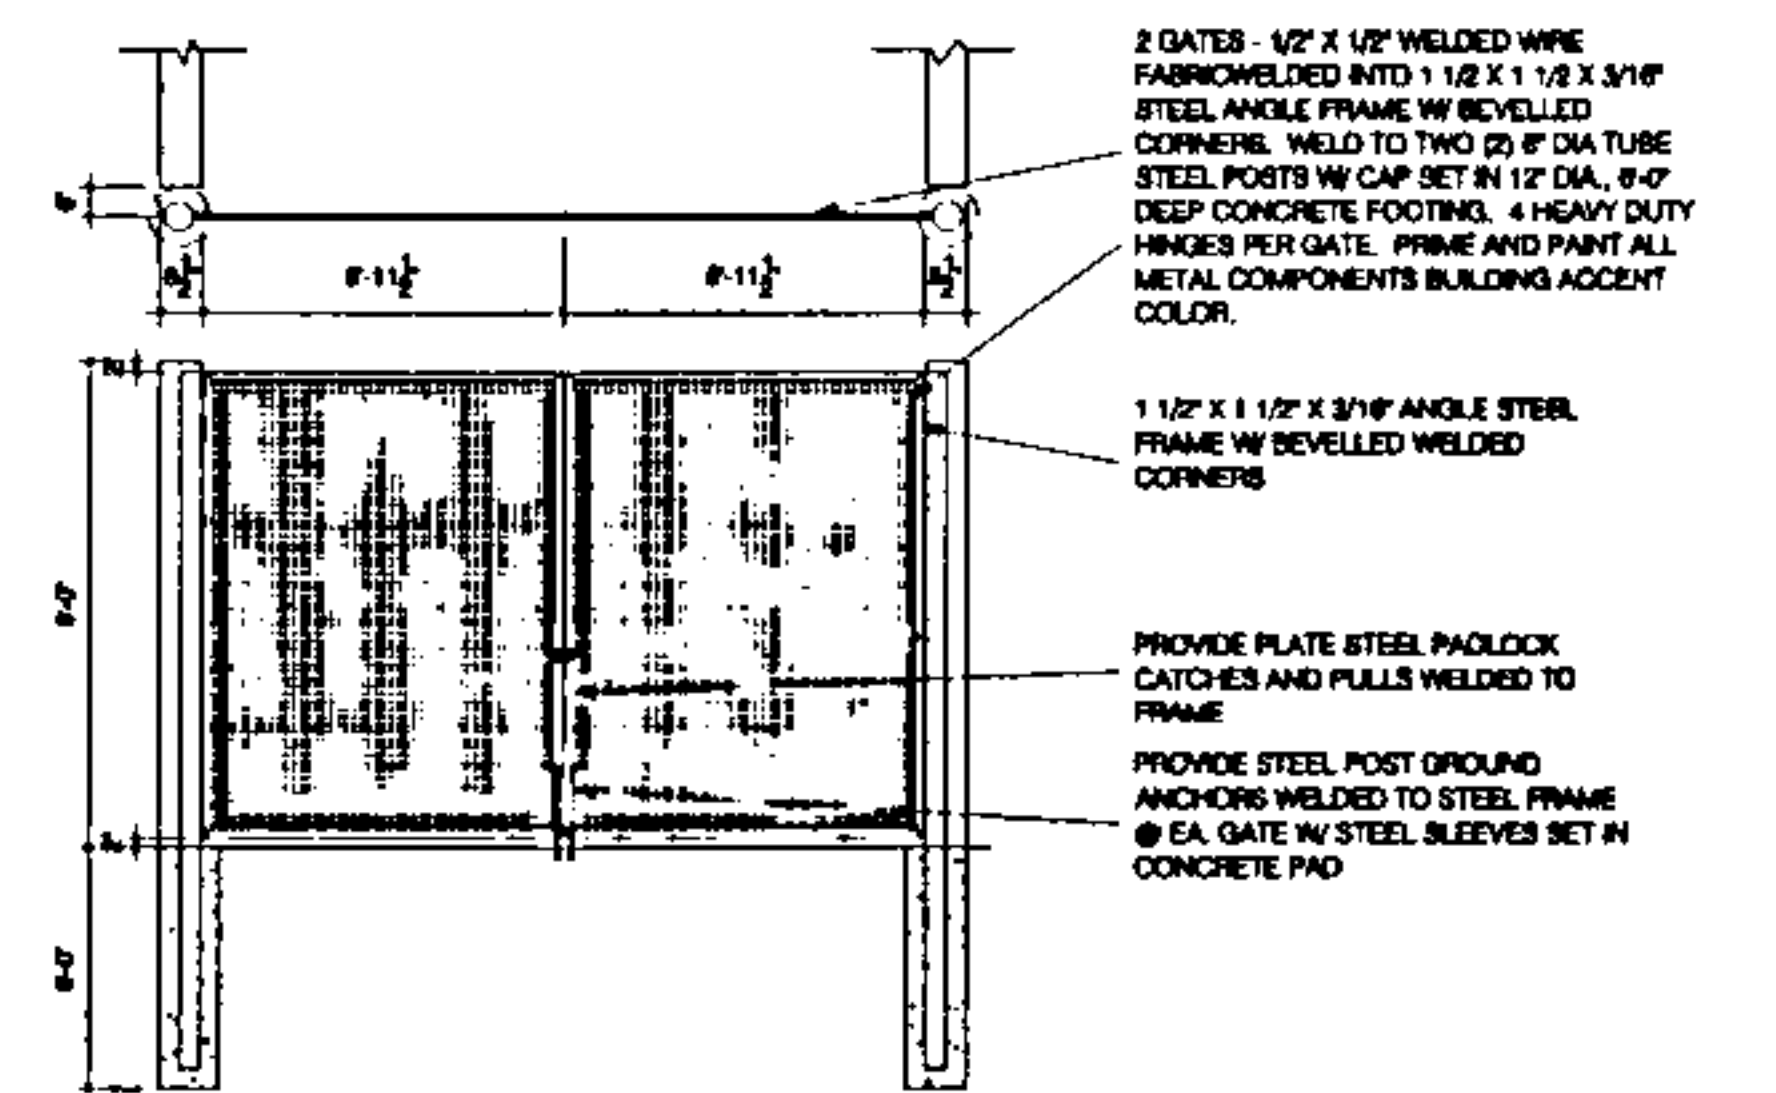 2 GATES - 1/2" X 1/2" WELDED WIRE
FABRICWELDED INTO 1 1/2 X 1 1/2 X 3/16"
STEEL ANGLE FRAME W/ BEVELLED
CORNERS. WELD TO TWO (2) DIA TUBE
STEEL POSTS W/ CAP SET IN 12" DIA.,
DEEP CONCRETE FOOTING. 4 HEAVY DUTY
HINGES PER GATE. PRIME AND PAINT ALL
METAL COMPONENTS BUILDING ACCENT
COLOR.
1 1/2" X 1 1/2" X 3/16" ANGLE STEEL
FRAME W/ BEVELLED WELDED
CORNERS
PROVIDE PLATE STEEL PADLOCK
CATCHES AND PULLS WELDED TO
FRAME
PROVIDE STEEL POST GROUND
ANCHORS WELDED TO STEEL FRAME
@ EA. GATE W/ STEEL SLEEVES SET IN
CONCRETE PAD